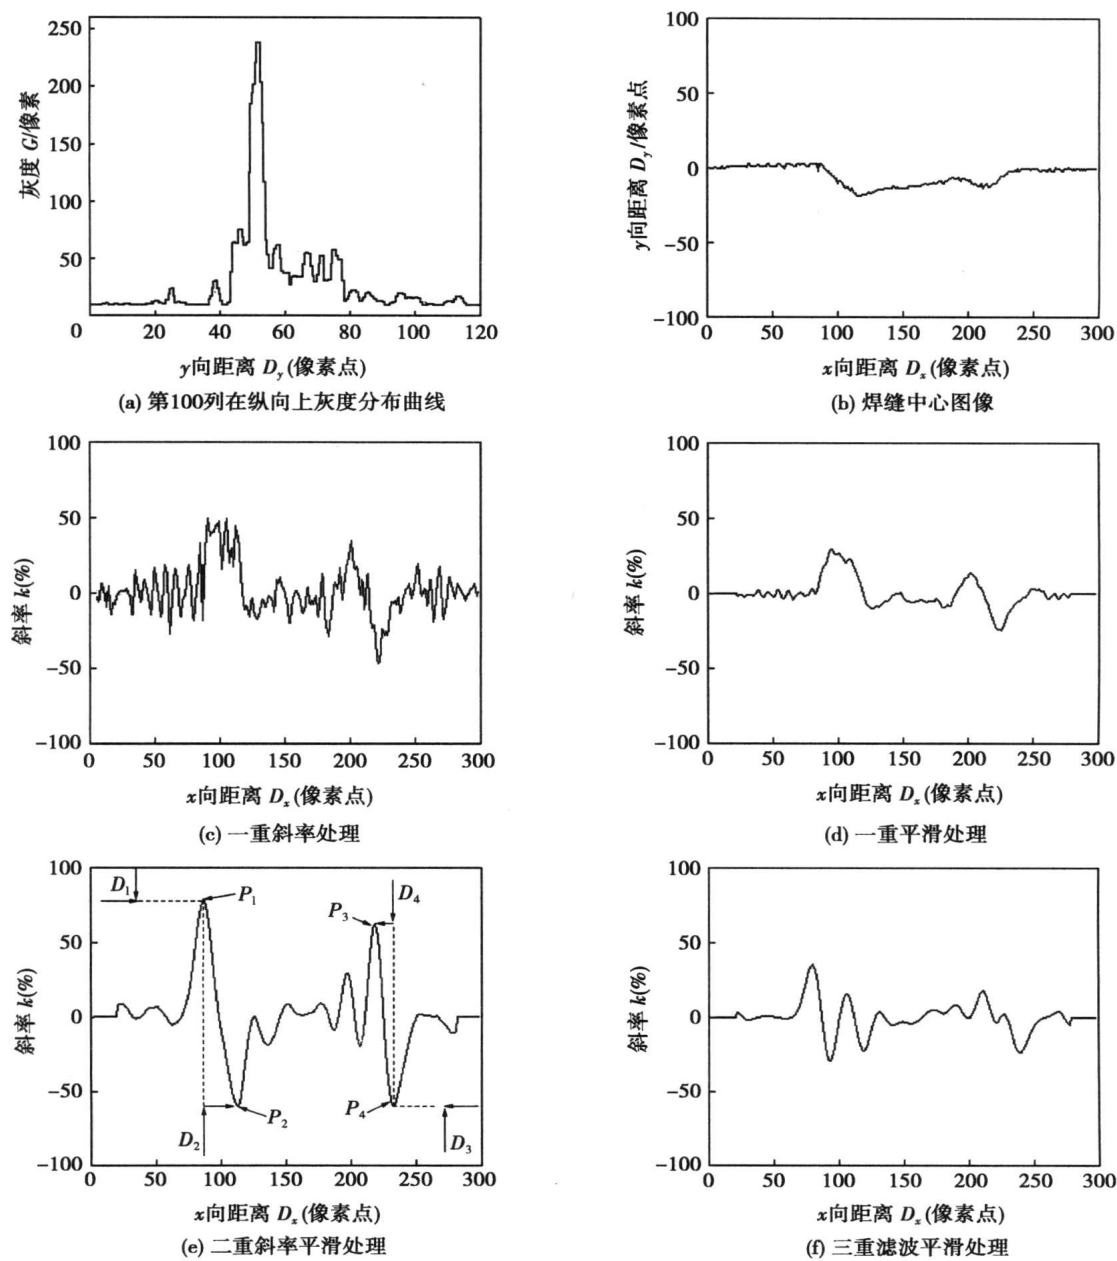 250
200
150
100
50
0
20
40
60
80
100
120
灰度 G/像素
y向距离 Dy(像素点)
(a) 第100列在纵向上灰度分布曲线
100
50
0
−50
−100
0
50
100
150
200
250
300
y向距离 Dy/像素点
x向距离 Dx(像素点)
(b) 焊缝中心图像
100
50
0
−50
−100
0
50
100
150
200
250
300
斜率 k(%)
x向距离 Dx(像素点)
(c) 一重斜率处理
100
50
0
−50
−100
0
50
100
150
200
250
300
斜率 k(%)
x向距离 Dx(像素点)
(d) 一重平滑处理
100
50
0
−50
−100
0
50
100
150
200
250
300
D1
P1
P3
D4
D2
P2
P4
D3
斜率 k(%)
x向距离 Dx(像素点)
(e) 二重斜率平滑处理
100
50
0
−50
−100
0
50
100
150
200
250
300
斜率 k(%)
x向距离 Dx(像素点)
(f) 三重滤波平滑处理